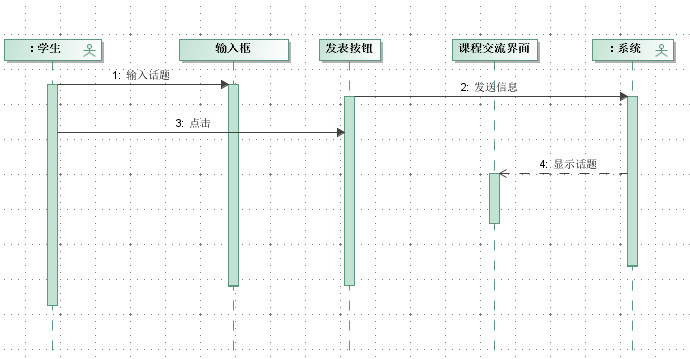 : 学生
输入框
发表按钮
课程交流界面
: 系统
1: 输入话题
2: 发送信息
3: 点击
4: 显示话题